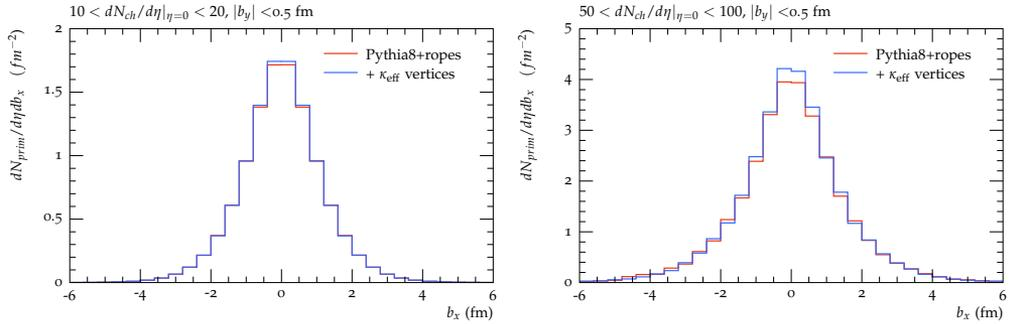 10 < dN_ch/dη|_η=0 < 20, |b_y| <0.5 fm
dN_prim/dηdb_x (fm^−2)
2
1.5
1
0.5
0
Pythia8+ropes
+ κ_eff vertices
-6 -4 -2 0 2 4 6
b_x (fm)
50 < dN_ch/dη|_η=0 < 100, |b_y| <0.5 fm
dN_prim/dηdb_x (fm^−2)
5
4
3
2
1
0
Pythia8+ropes
+ κ_eff vertices
-6 -4 -2 0 2 4 6
b_x (fm)